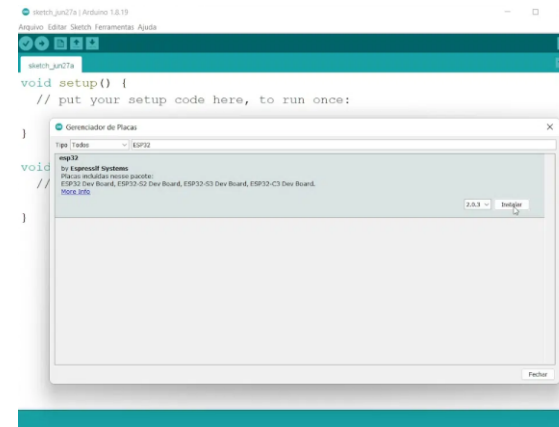 sketch_jun27a | Arduino 1.8.19
Arquivo Editar Sketch Ferramentas Ajuda
sketch_jun27a
void setup() {
// put your setup code here, to run once:
}
Gerenciador de Placas
Tipo Todos ESP32
esp32
by Espressif Systems
Placas incluídas nesse pacote:
ESP32 Dev Board, ESP32-S2 Dev Board, ESP32-S3 Dev Board, ESP32-C3 Dev Board.
More Info
2.0.3 Instalar
void
//
}
Fechar